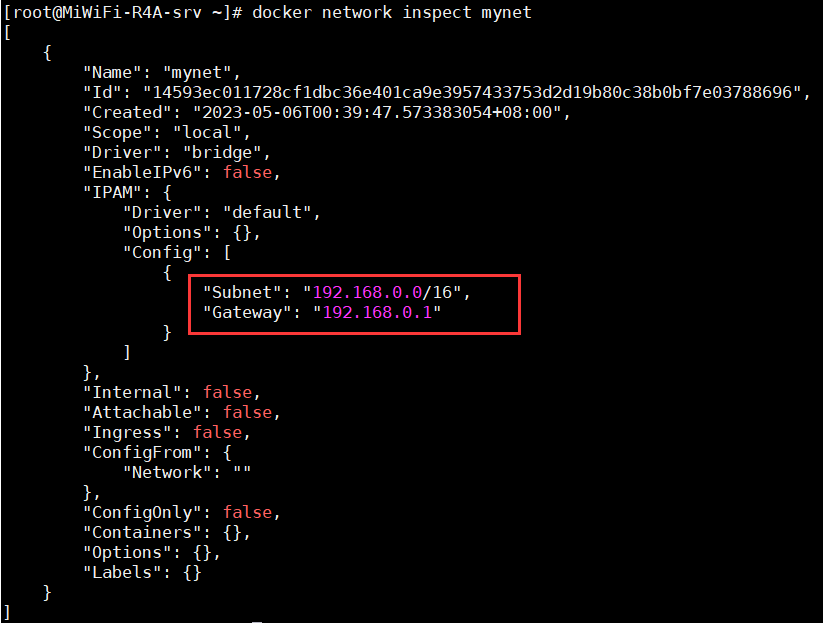 [root@MiWiFi-R4A-srv ~]# docker network inspect mynet
[
    {
        "Name": "mynet",
        "Id": "14593ec011728cf1dbc36e401ca9e3957433753d2d19b80c38b0bf7e03788696",
        "Created": "2023-05-06T00:39:47.573383054+08:00",
        "Scope": "local",
        "Driver": "bridge",
        "EnableIPv6": false,
        "IPAM": {
            "Driver": "default",
            "Options": {},
            "Config": [
                {
                    "Subnet": "192.168.0.0/16",
                    "Gateway": "192.168.0.1"
                }
            ]
        },
        "Internal": false,
        "Attachable": false,
        "Ingress": false,
        "ConfigFrom": {
            "Network": ""
        },
        "ConfigOnly": false,
        "Containers": {},
        "Options": {},
        "Labels": {}
    }
]